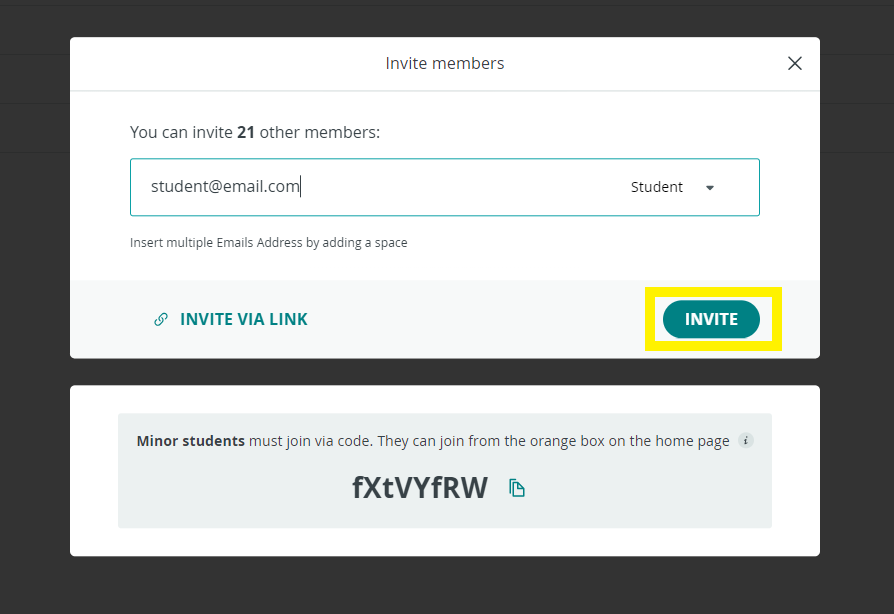 Invite members
You can invite 21 other members:
student@email.com
Student
Insert multiple Emails Address by adding a space
INVITE VIA LINK
INVITE
Minor students must join via code. They can join from the orange box on the home page i
fXtVYfRW